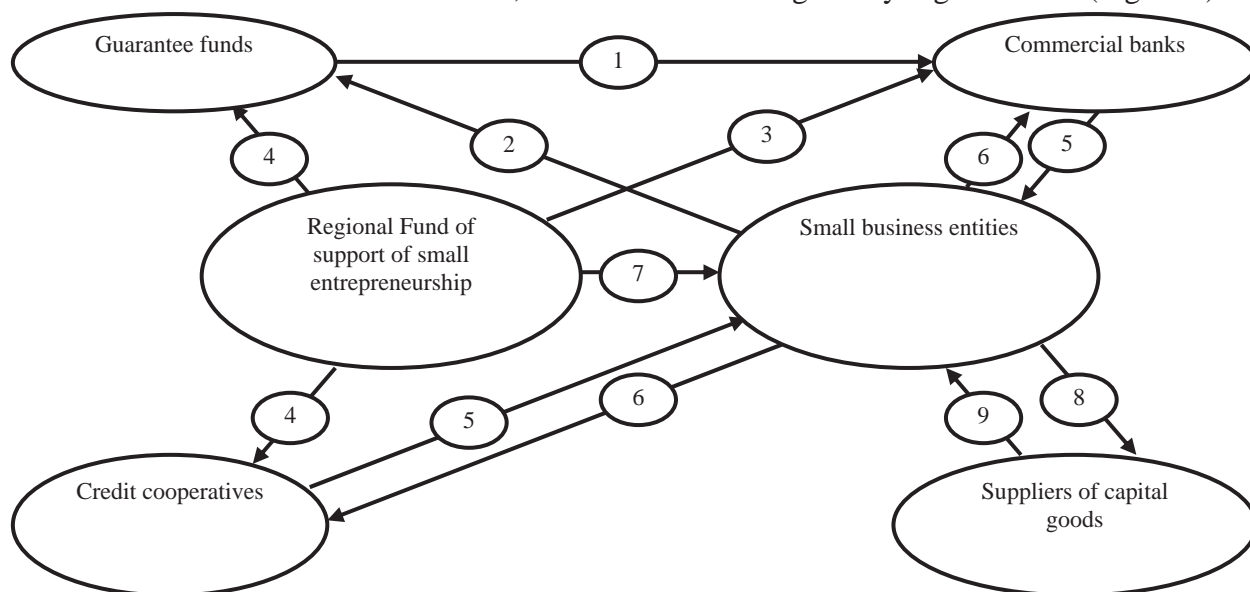 Guarantee funds
Commercial banks
1
2
3
4
6
5
Regional Fund of
support of small
entrepreneurship
Small business entities
7
4
5
6
9
8
Credit cooperatives
Suppliers of capital
goods